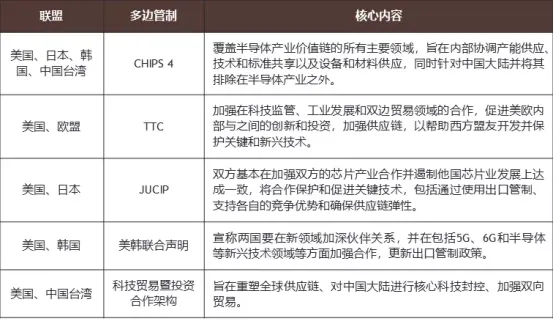 联盟
多边管制
核心内容
美国、日本、韩
国、中国台湾
CHIPS 4
覆盖半导体产业价值链的所有主要领域，旨在内部协调产能供应、
技术和标准共享以及设备和材料供应，同时针对中国大陆并将其
排除在半导体产业之外。
美国、欧盟
TTC
加强在科技监管、工业发展和双边贸易领域的合作，促进美欧内
部与之间的创新和投资，加强供应链，以帮助西方盟友开发并保
护关键和新兴技术。
美国、日本
JUCIP
双方基本在加强双方的芯片产业合作并遏制他国芯片业发展上达
成一致，将合作保护和促进关键技术，包括通过使用出口管制、
支持各自的竞争优势和确保供应链弹性。
美国、韩国
美韩联合声明
宣称两国要在新领域加深伙伴关系，并在包括5G、6G和半导体
等新兴技术领域等方面加强合作，更新出口管制政策。
美国、中国台湾
科技贸易暨投资
合作架构
旨在重塑全球供应链、对中国大陆进行核心科技封控、加强双向
贸易。